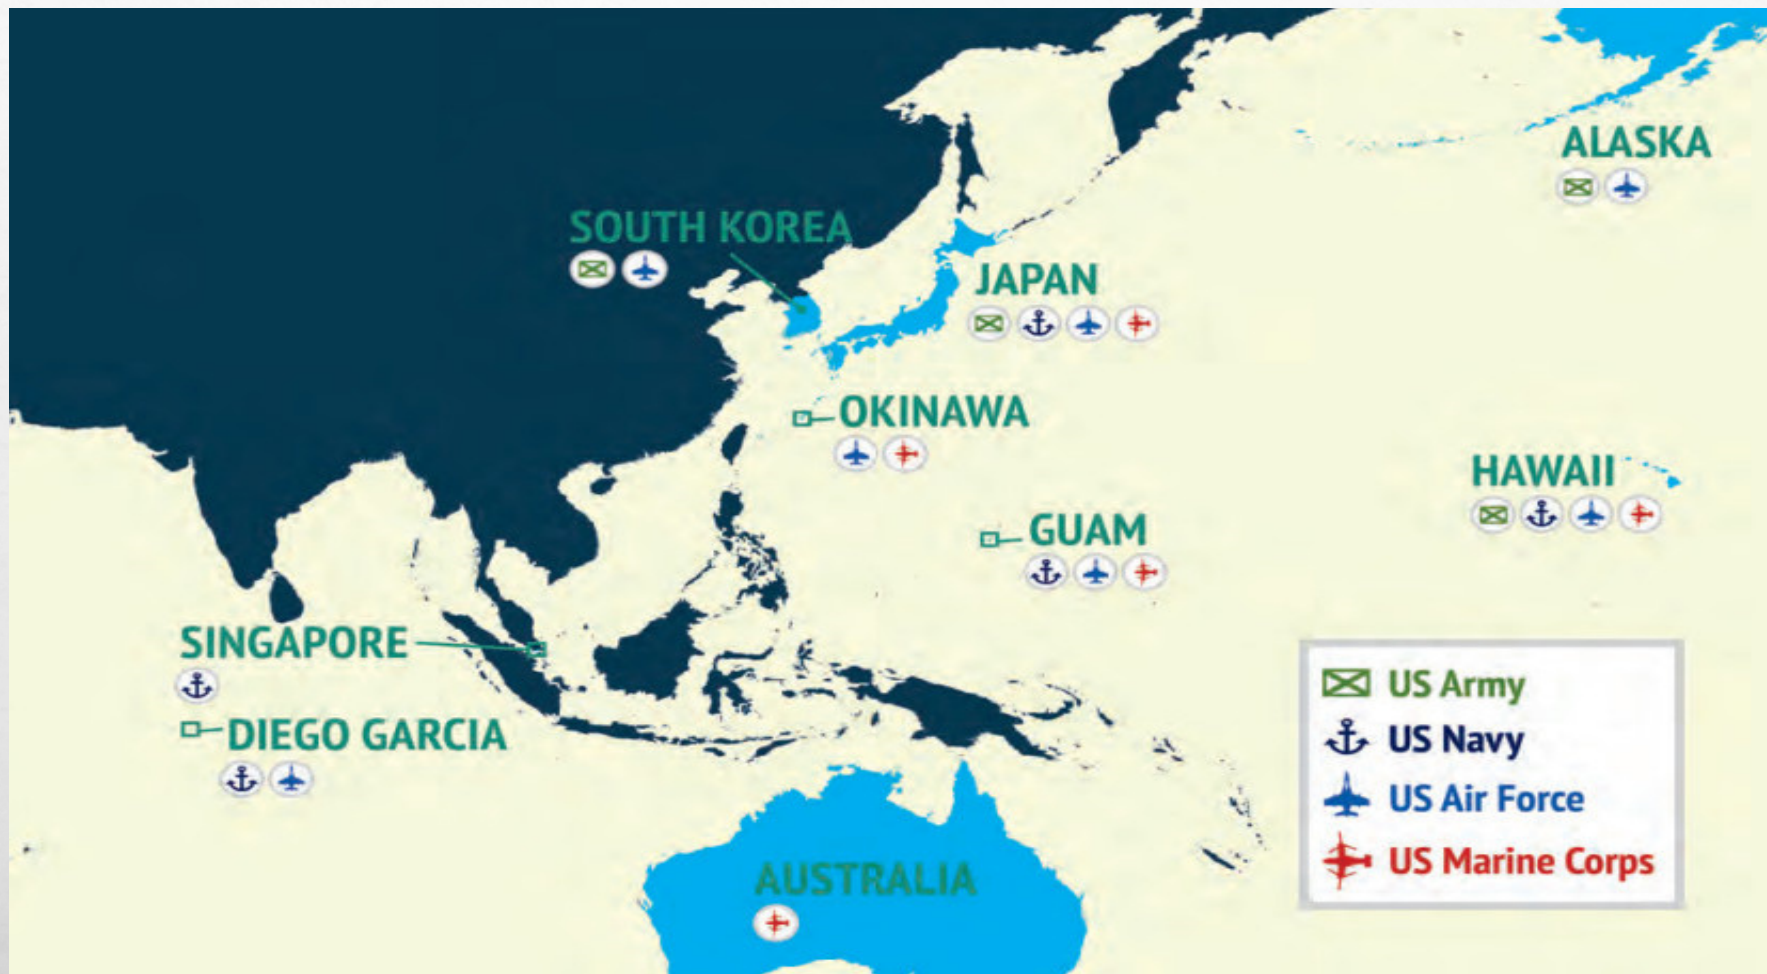 ALASKA
SOUTH KOREA
JAPAN
OKINAWA
HAWAII
GUAM
SINGAPORE
DIEGO GARCIA
AUSTRALIA
US Army
US Navy
US Air Force
US Marine Corps